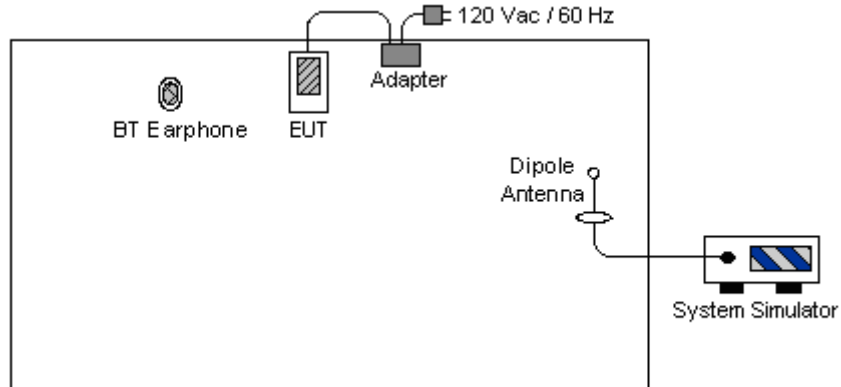 120 Vac / 60 Hz
Adapter
BT Earphone
EUT
Dipole
Antenna
System Simulator